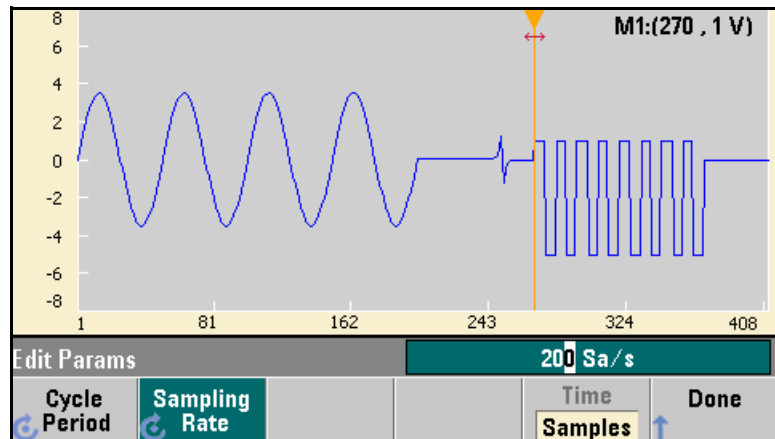 8
M1:(270 , 1 V)
6
4
2
0
-2
-4
-6
-8
1 81 162 243 324 408
Edit Params 200 Sa/s
Cycle Period
Sampling Rate
Time
Samples
Done